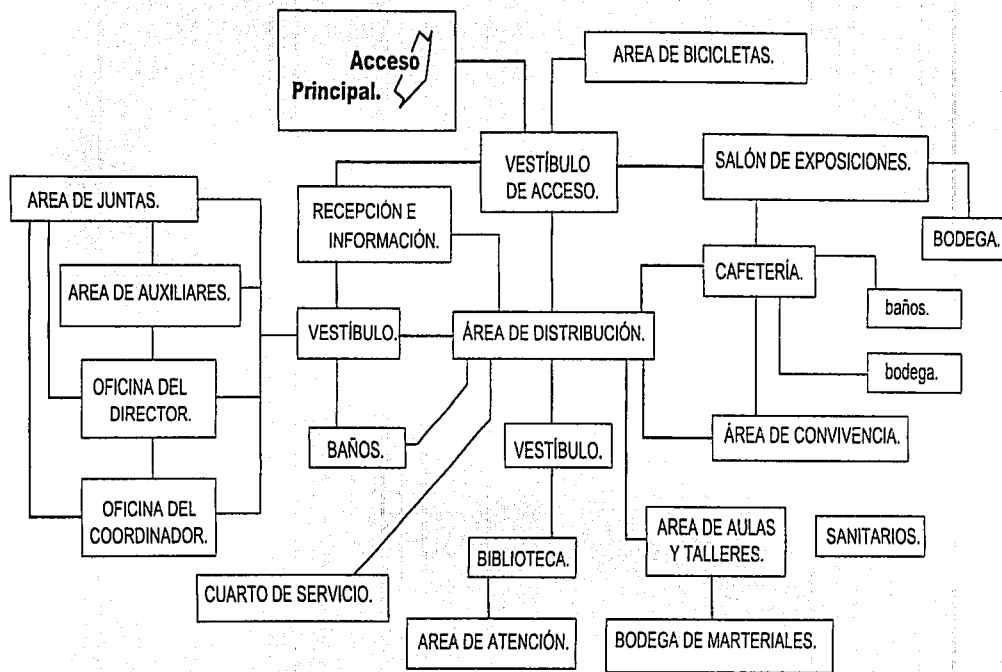 Acceso
Principal.
AREA DE BICICLETAS.
VESTÍBULO
DE ACCESO.
SALÓN DE EXPOSICIONES.
AREA DE JUNTAS.
RECEPCIÓN E
INFORMACIÓN.
BODEGA.
CAFETERÍA.
AREA DE AUXILIARES.
baños.
VESTÍBULO.
ÁREA DE DISTRIBUCIÓN.
bodega.
OFICINA DEL
DIRECTOR.
BAÑOS.
VESTÍBULO.
ÁREA DE CONVIVENCIA.
OFICINA DEL
COORDINADOR.
AREA DE AULAS
Y TALLERES.
SANITARIOS.
BIBLIOTECA.
CUARTO DE SERVICIO.
AREA DE ATENCIÓN.
BODEGA DE MARTERIALES.